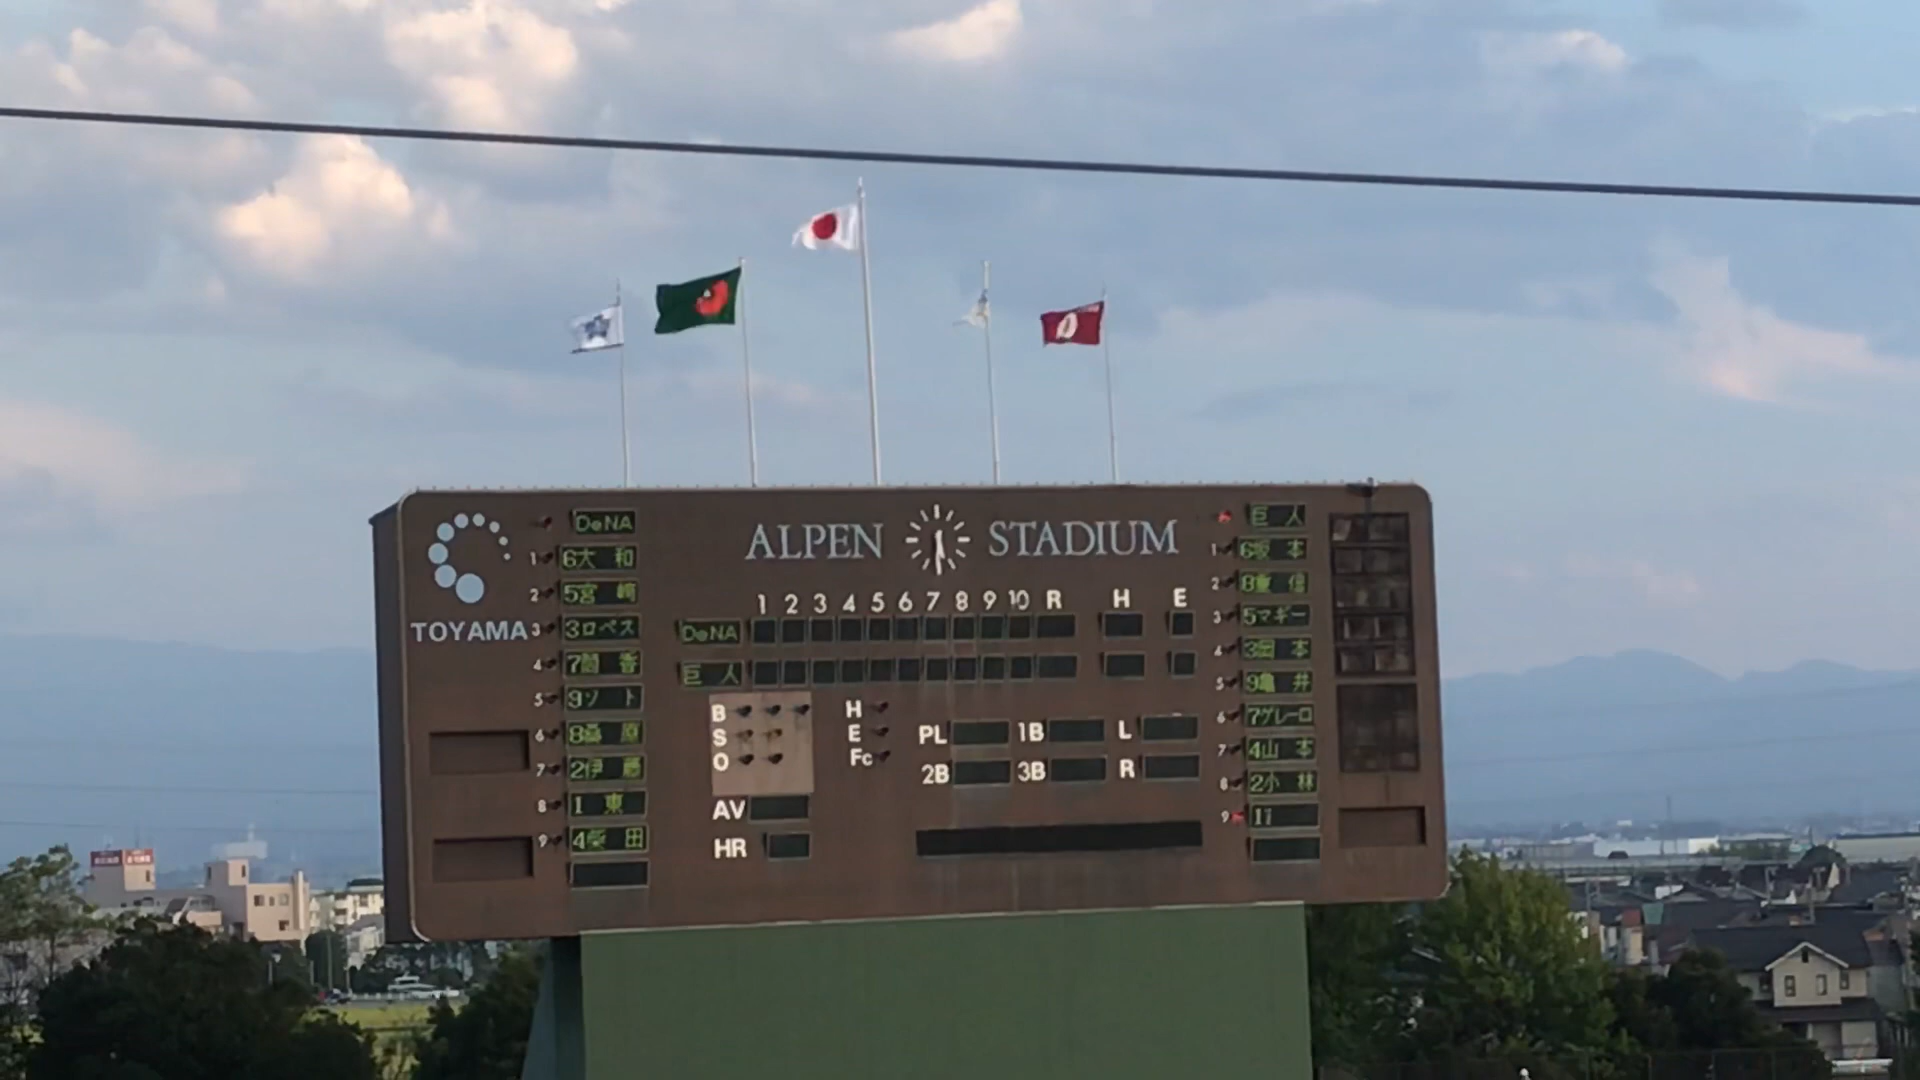 DeNA
1 6大 和
2 5宮 崎
TOYAMA
3 3ロペス
4 7筒 香
5 9ソ ト
6 8桑 原
7 2伊 藤
8 1 東
9 4柴 田
ALPEN STADIUM
1 2 3 4 5 6 7 8 9 10 R H E
DeNA
巨 人
B
S
O
H
E
Fc
PL 1B L
2B 3B R
AV
HR
巨 人
1 6坂 本
2 8重 信
3 5マギー
4 3岡 本
5 9亀 井
6 7ゲレーロ
7 4山 本
8 2小 林
9